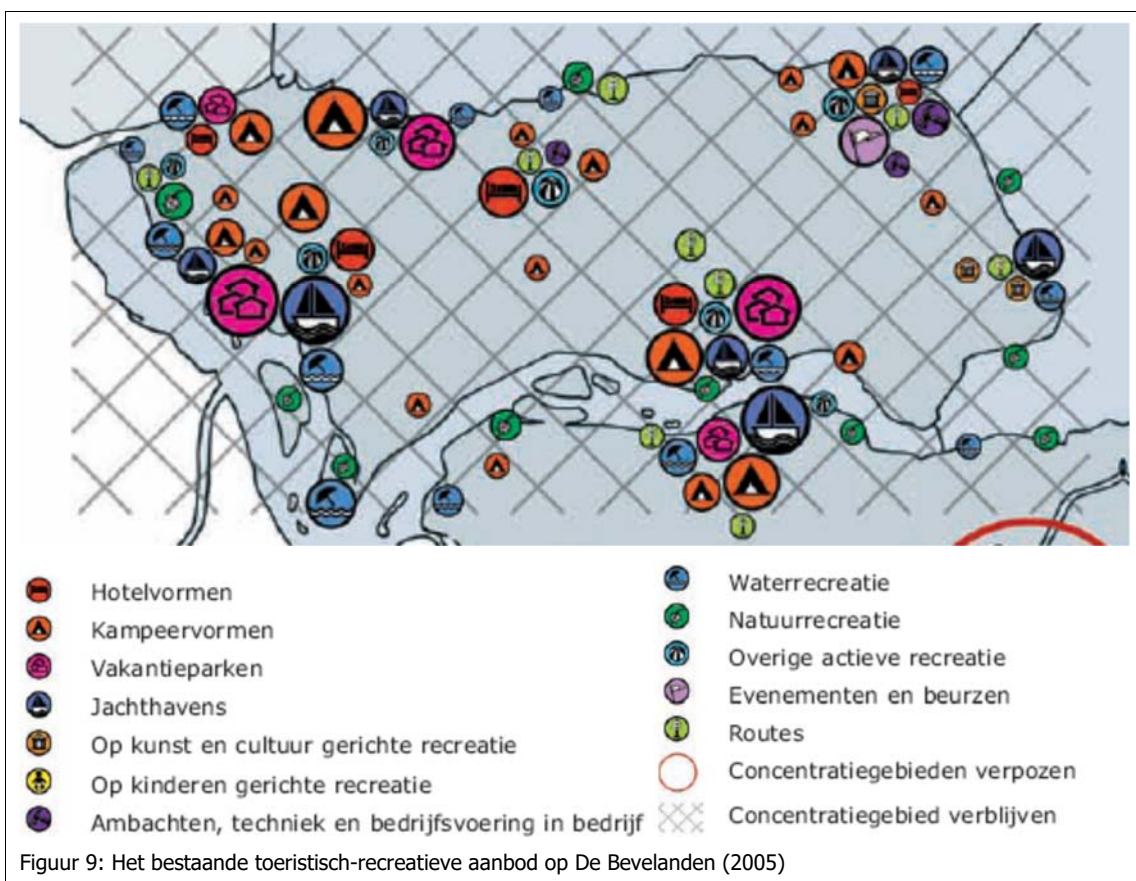 Hotelvormen
Kampeervormen
Vakantieparken
Jachthavens
Op kunst en cultuur gerichte recreatie
Op kinderen gerichte recreatie
Ambachten, techniek en bedrijfsvoering in bedrijf
Waterrecreatie
Natuurrecreatie
Overige actieve recreatie
Evenementen en beurzen
Routes
Concentratiegebieden verpozen
Concentratiegebied verblijven
Figuur 9: Het bestaande toeristisch-recreatieve aanbod op De Bevelanden (2005)